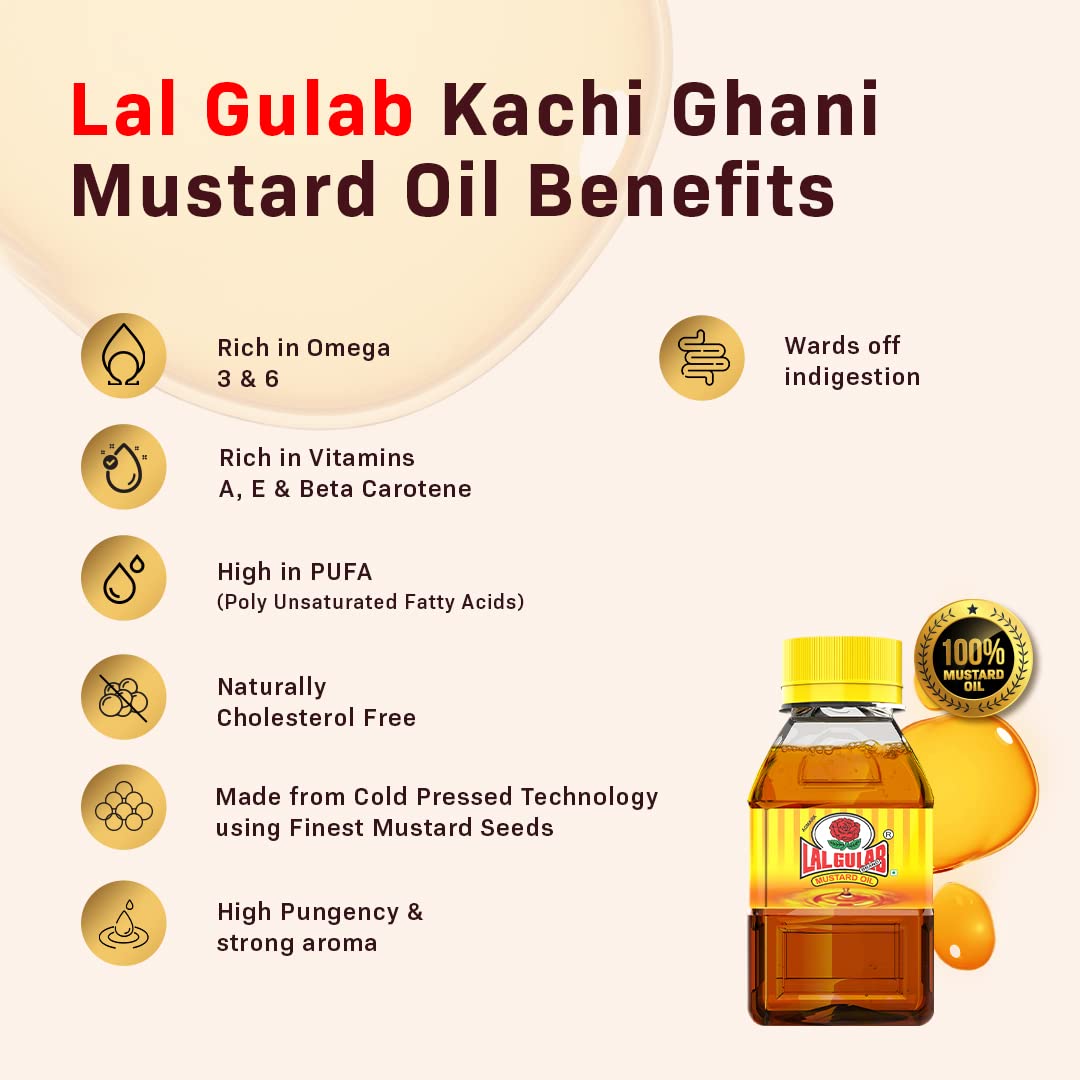 Lal Gulab Kachi Ghani
Mustard Oil Benefits
Rich in Omega
3 & 6
Rich in Vitamins
A, E & Beta Carotene
High in PUFA
(Poly Unsaturated Fatty Acids)
Naturally
Cholesterol Free
Made from Cold Pressed Technology
using Finest Mustard Seeds
High Pungency &
strong aroma
Wards off
indigestion
100%
MUSTARD
OIL
AGMARK
®
LAL GULAB
BRAND
MUSTARD OIL